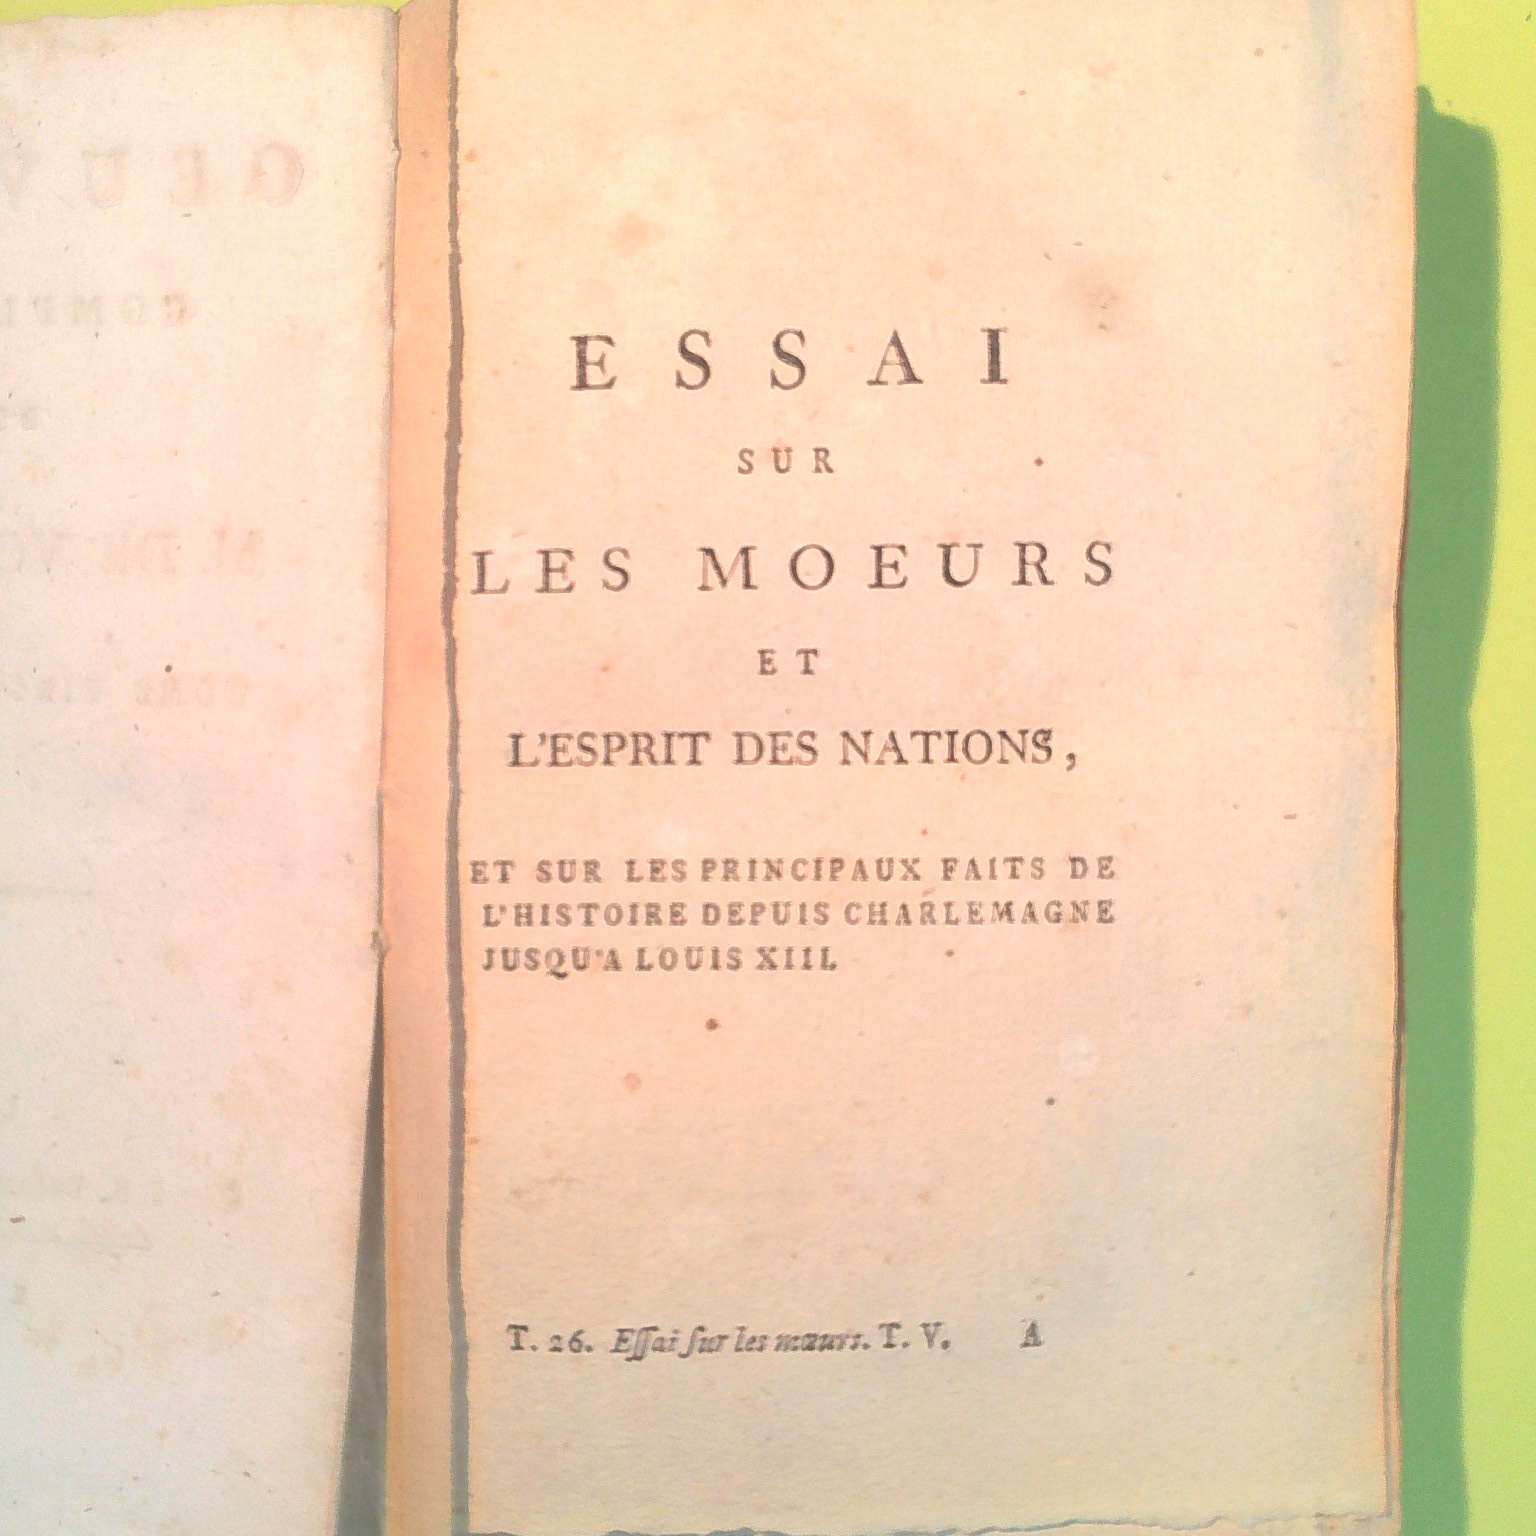 ESSAI
SUR
LES MOEURS
ET
L'ESPRIT DES NATIONS,
ET SUR LES PRINCIPAUX FAITS DE
L'HISTOIRE DEPUIS CHARLEMAGNE
JUSQU'A LOUIS XIII.
T. 26. Eſſai ſur les mœurs. T. V. A